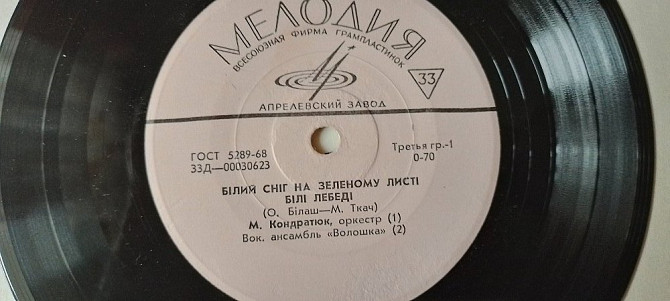 МЕЛОДИЯ
ВСЕСОЮЗНАЯ ФИРМА ГРАМПЛАСТИНОК
33
АПРЕЛЕВСКИЙ ЗАВОД
ГОСТ 5289-68
33Д—00030623
Третья гр.-1
0-70
БІЛИЙ СНІГ НА ЗЕЛЕНОМУ ЛИСТІ
БІЛІ ЛЕБЕДІ
(О. Білаш—М. Ткач)
М. Кондратюк, оркестр (1)
Вок. ансамбль «Волошка» (2)